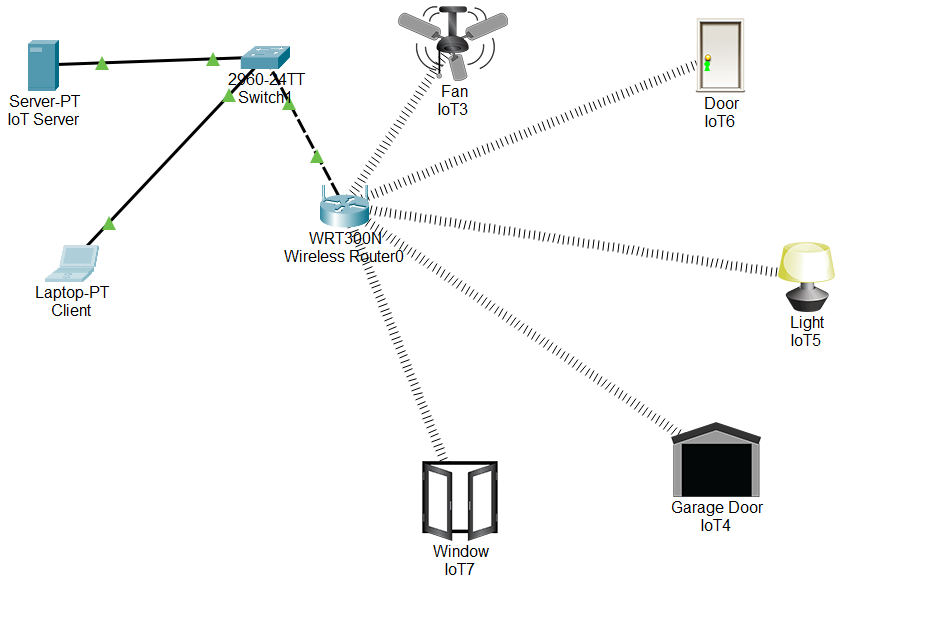 Server-PT
IoT Server
2960-24TT
Switch1
Fan
IoT3
Door
IoT6
WRT300N
Wireless Router0
Laptop-PT
Client
Light
IoT5
Garage Door
IoT4
Window
IoT7